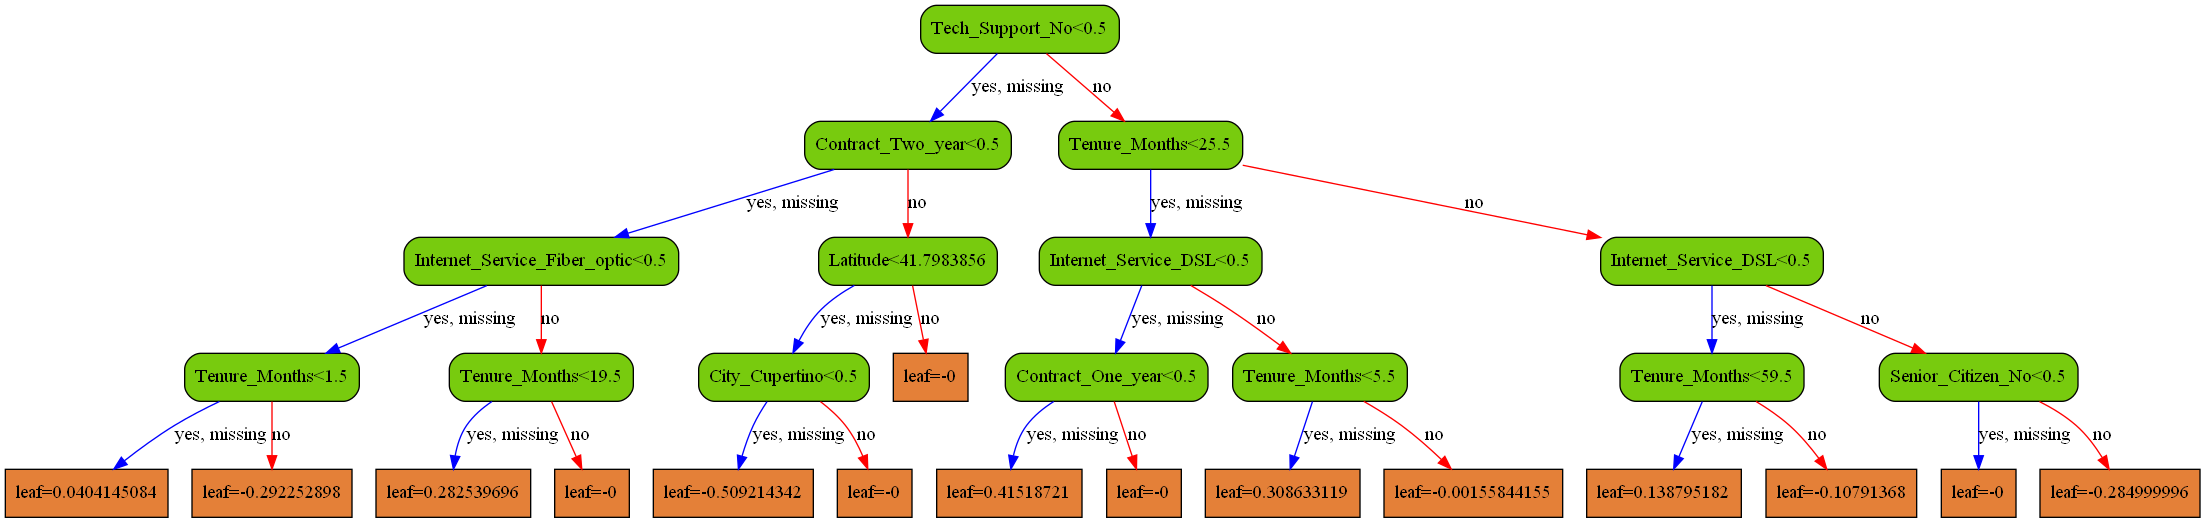 Tech_Support_No<0.5
yes, missing
no
Contract_Two_year<0.5
Tenure_Months<25.5
yes, missing
no
yes, missing
no
Internet_Service_Fiber_optic<0.5
Latitude<41.7983856
Internet_Service_DSL<0.5
Internet_Service_DSL<0.5
yes, missing
no
yes, missing
no
yes, missing
no
yes, missing
no
Tenure_Months<1.5
Tenure_Months<19.5
City_Cupertino<0.5
leaf=-0
Contract_One_year<0.5
Tenure_Months<5.5
Tenure_Months<59.5
Senior_Citizen_No<0.5
yes, missing
no
yes, missing
no
yes, missing
no
yes, missing
no
yes, missing
no
yes, missing
no
yes, missing
no
leaf=0.0404145084
leaf=-0.292252898
leaf=0.282539696
leaf=-0
leaf=-0.509214342
leaf=-0
leaf=0.41518721
leaf=-0
leaf=0.308633119
leaf=-0.00155844155
leaf=0.138795182
leaf=-0.10791368
leaf=-0
leaf=-0.284999996